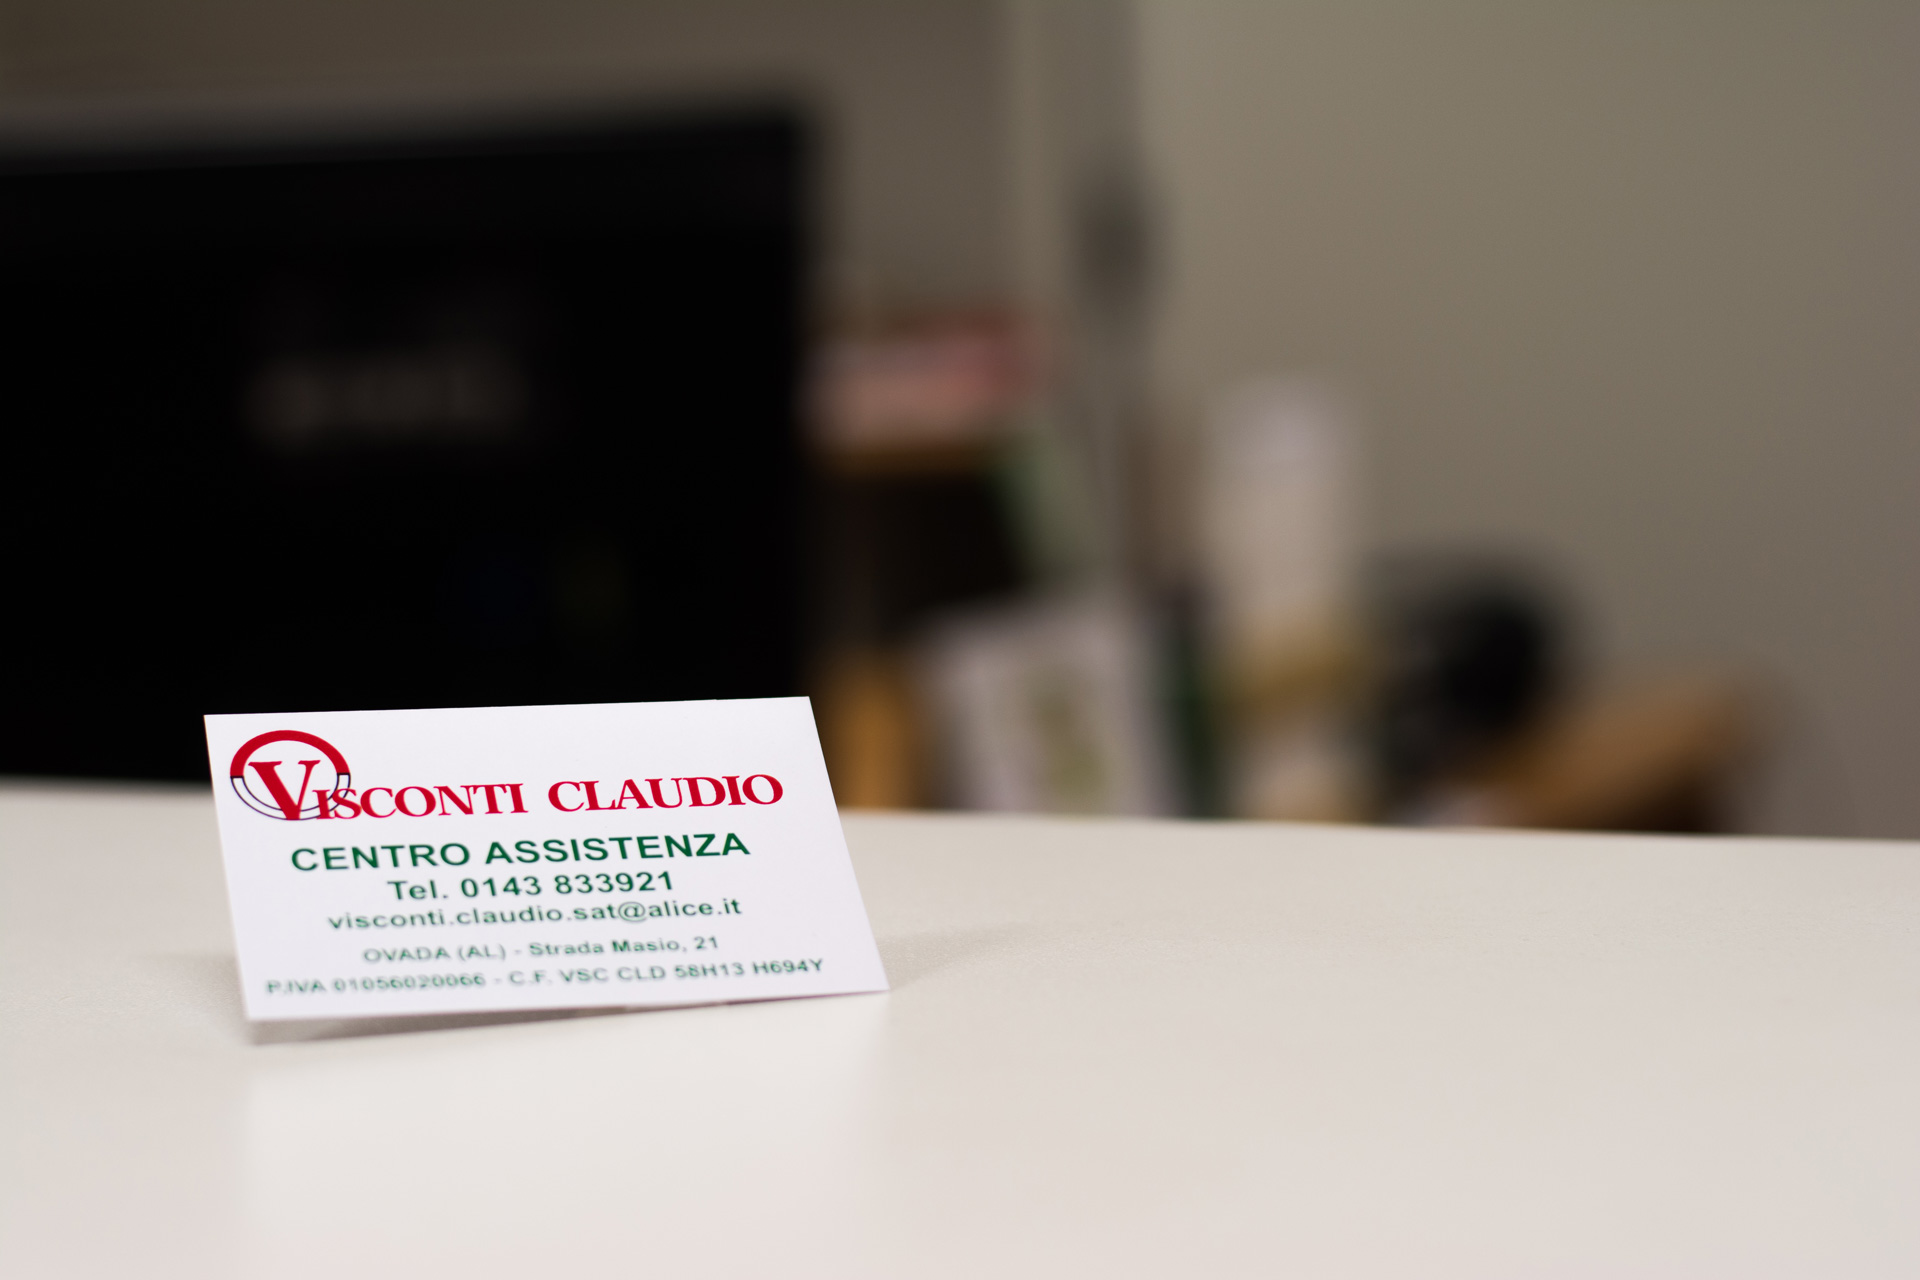 VISCONTI CLAUDIO
CENTRO ASSISTENZA
Tel. 0143 833921
visconti.claudio.sat@alice.it
OVADA (AL) - Strada Masio, 21
P.IVA 01056020066 - C.F. VSC CLD 58H13 H694Y